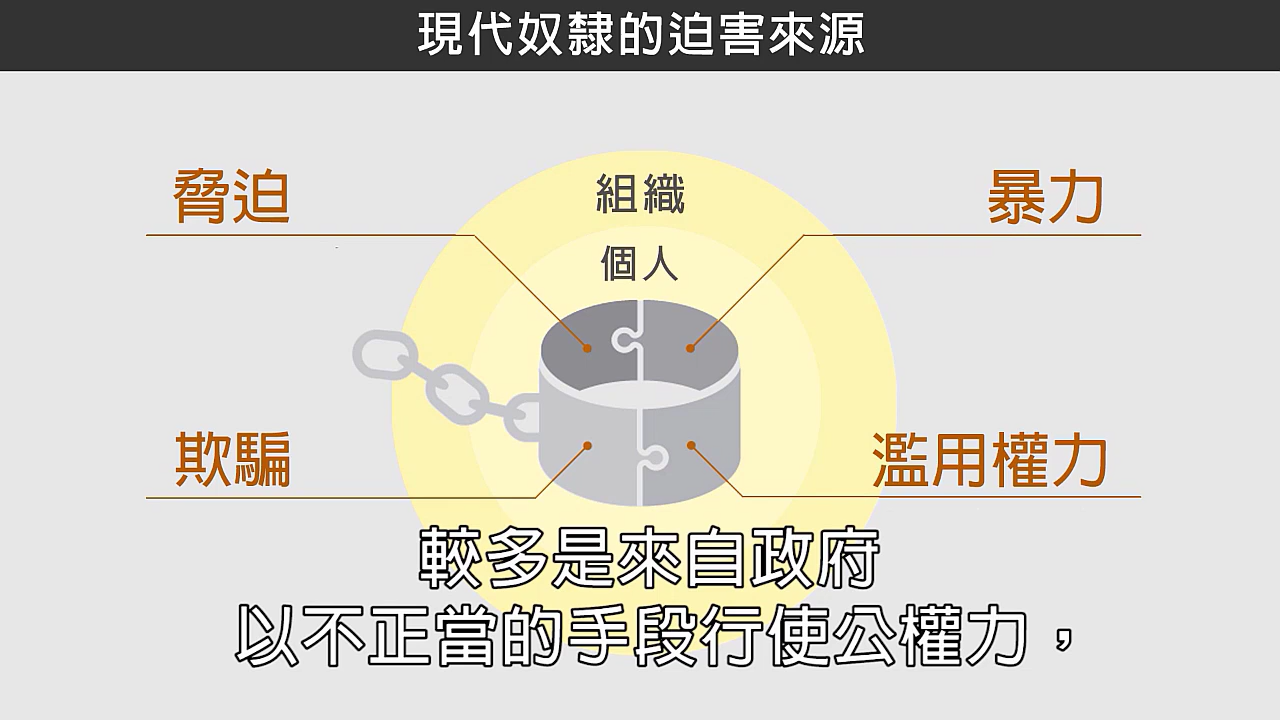 現代奴隸的迫害來源
脅迫
組織
暴力
個人
欺騙
濫用權力
較多是來自政府
以不正當的手段行使公權力，